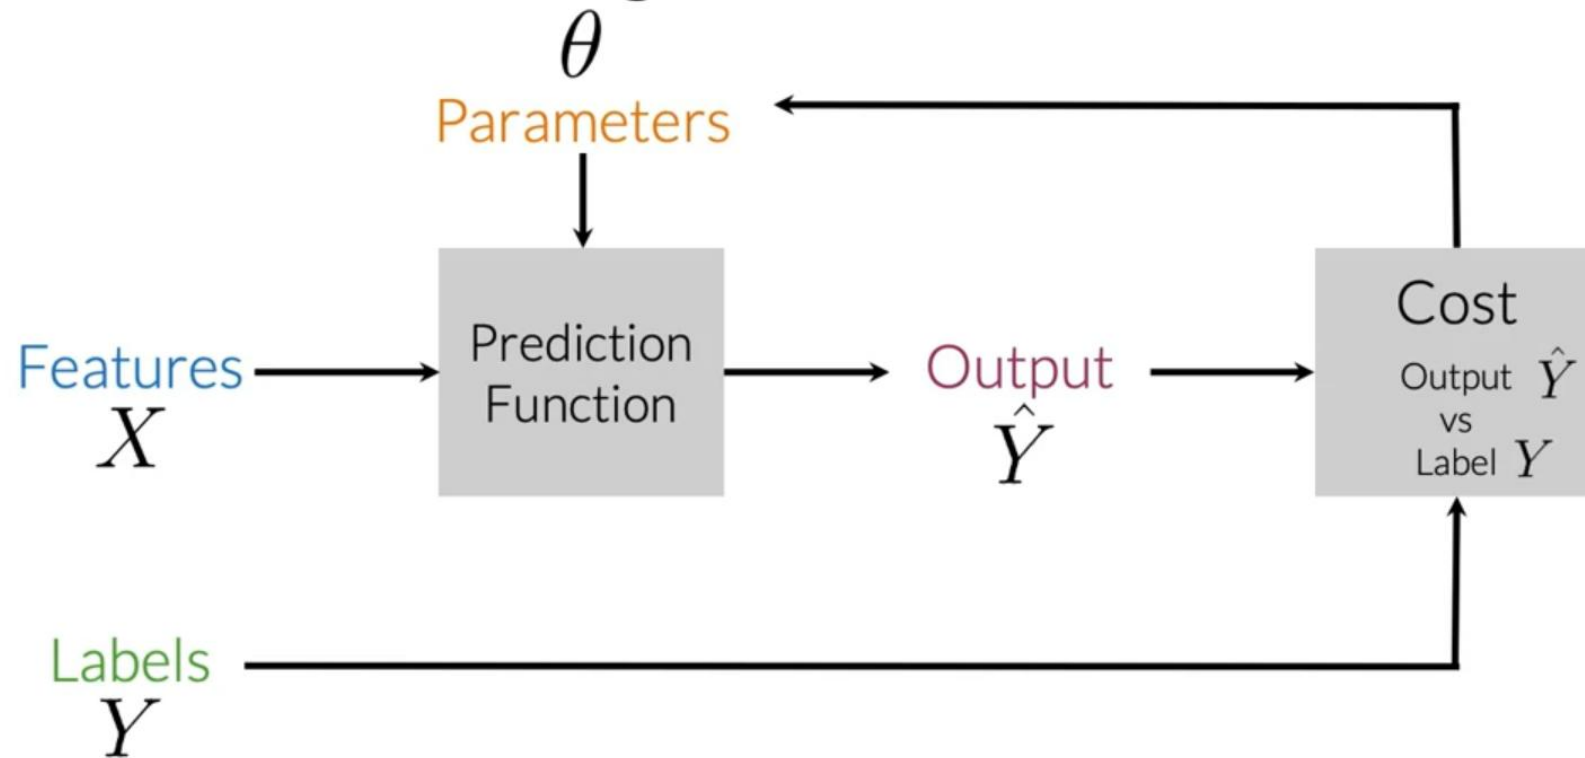 θ
Parameters
Prediction
Function
Features
X
Output
Ŷ
Cost
Output Ŷ
vs
Label Y
Labels
Y